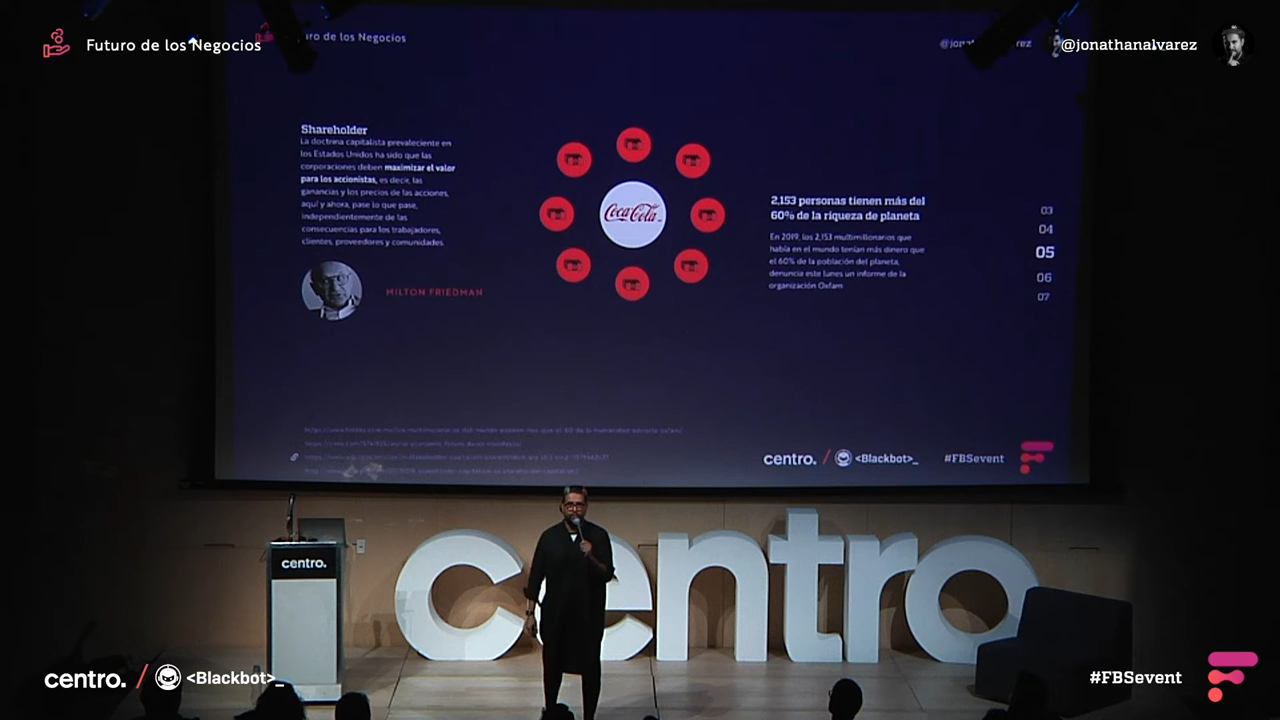 Futuro de los Negocios
@jonathanalvarez
ro de los Negocios
Shareholder
La doctrina capitalista prevaleciente en
los Estados Unidos ha sido que las
corporaciones deben maximizar el valor
para los accionistas, es decir, las
ganancias y los precios de las acciones,
aquí y ahora, pase lo que pase,
independientemente de las
consecuencias para los trabajadores,
clientes, proveedores y comunidades.
MILTON FRIEDMAN
Coca-Cola
2,153 personas tienen más del
60% de la riqueza de planeta
En 2019, los 2,153 multimillonarios que
había en el mundo tenían más dinero que
el 60% de la población del planeta,
denuncia este lunes un informe de la
organización Oxfam
03
04
05
06
07
centro. / <Blackbot>_
#FBSevent
centro.
centro
centro. / <Blackbot>_
#FBSevent